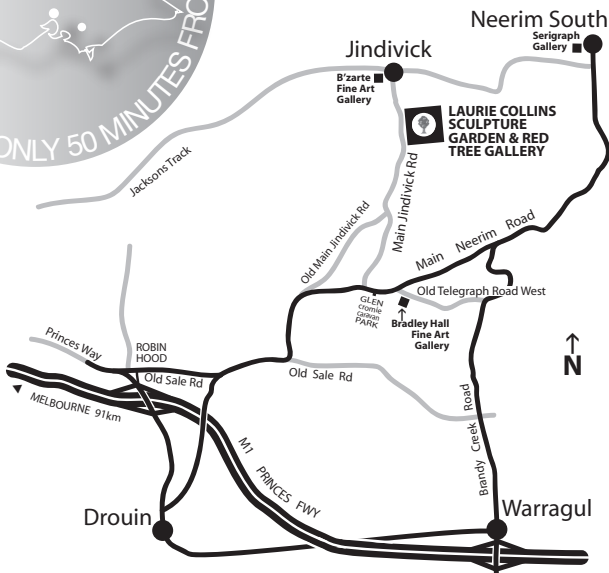 ONLY 50 MINUTES FRO
Neerim South
Serigraph
Gallery
Jindivick
B'zarte
Fine Art
Gallery
LAURIE COLLINS
SCULPTURE
GARDEN & RED
TREE GALLERY
Jacksons Track
Main Jindivick Rd
Old Main Jindivick Rd
Main Neerim Road
Old Telegraph Road West
GLEN
cromie
caravan
PARK
Bradley Hall
Fine Art
Gallery
N
Princes Way
ROBIN
HOOD
Old Sale Rd
Old Sale Rd
MELBOURNE 91km
M1 PRINCES FWY
Brandy Creek Road
Drouin
Warragul